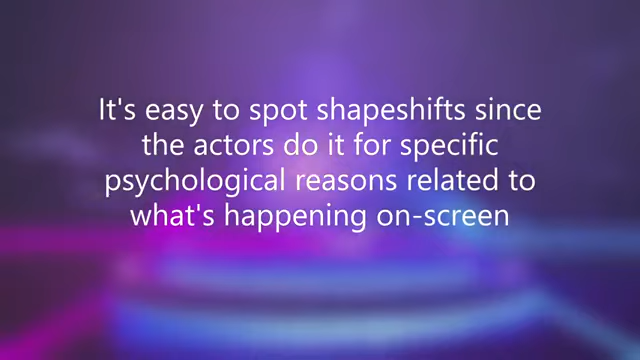 It's easy to spot shapeshifts since
the actors do it for specific
psychological reasons related to
what's happening on-screen